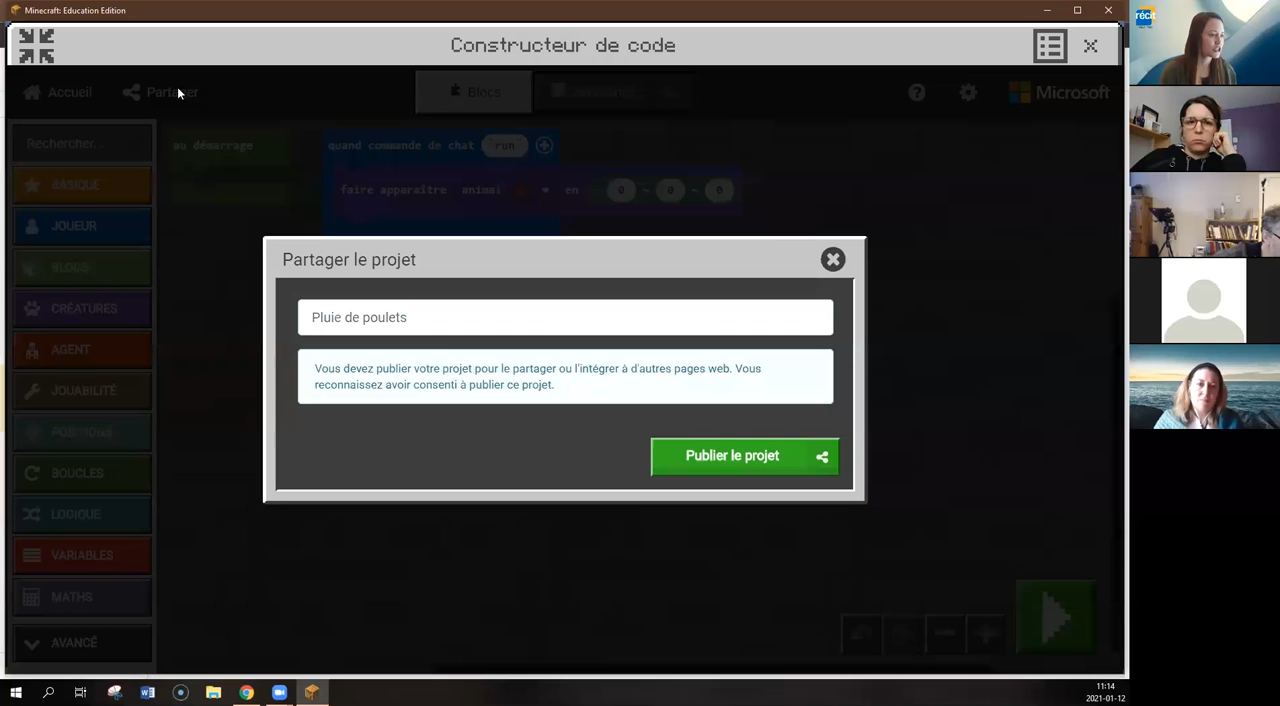 Minecraft: Education Edition
récit
Constructeur de code
Accueil
Partager
Blocs
Microsoft
Rechercher...
au démarrage
quand commande de chat run
BASIQUE
faire apparaître animal en ~ 0 ~ 0 ~ 0
JOUEUR
BLOCS
Partager le projet
CRÉATURES
Pluie de poulets
AGENT
Vous devez publier votre projet pour le partager ou l'intégrer à d'autres pages web. Vous
reconnaissez avoir consenti à publier ce projet.
JOUABILITÉ
POSITIONS
Publier le projet
BOUCLES
LOGIQUE
VARIABLES
MATHS
AVANCÉ
11:14
2021-01-12